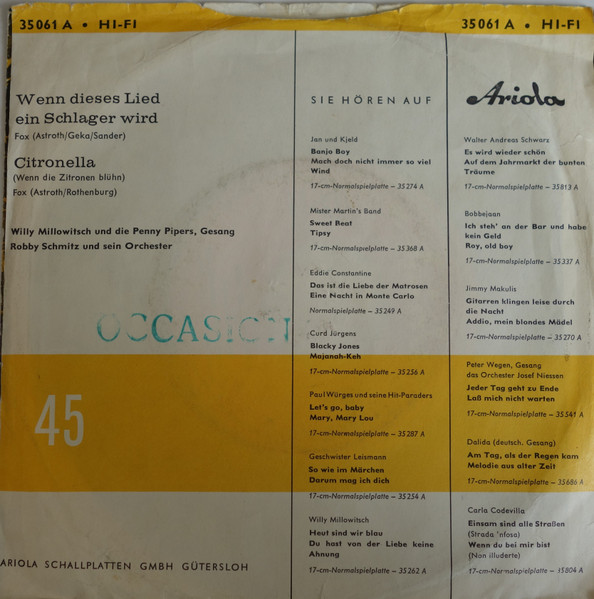 35061 A • HI-FI
35061 A • HI-FI
Wenn dieses Lied
ein Schlager wird
Fox (Astroth/Geka/Sander)
Citronella
(Wenn die Zitronen blühn)
Fox (Astroth/Rothenburg)
Willy Millowitsch und die Penny Pipers, Gesang
Robby Schmitz und sein Orchester
OCCASION
45
ARIOLA SCHALLPLATTEN GMBH GÜTERSLOH
SIE HÖREN AUF
Jan und Kjeld
Banjo Boy
Mach doch nicht immer so viel
Wind
17-cm-Normalspielplatte – 35274 A
Mister Martin's Band
Sweet Beat
Tipsy
17-cm-Normalspielplatte – 35368 A
Eddie Constantine
Das ist die Liebe der Matrosen
Eine Nacht in Monte Carlo
Normalspielplatte – 35249 A
Curd Jürgens
Blacky Jones
Majanah-Keh
17-cm-Normalspielplatte – 35256 A
Paul Würges und seine Hit-Paraders
Let's go, baby
Mary, Mary Lou
17-cm-Normalspielplatte – 35287 A
Geschwister Leismann
So wie im Märchen
Darum mag ich dich
17-cm-Normalspielplatte – 35254 A
Willy Millowitsch
Heut sind wir blau
Du hast von der Liebe keine
Ahnung
17-cm-Normalspielplatte – 35262 A
Ariola
Walter Andreas Schwarz
Es wird wieder schön
Auf dem Jahrmarkt der bunten
Träume
17-cm-Normalspielplatte – 35813 A
Bobbejaan
Ich steh' an der Bar und habe
kein Geld
Roy, old boy
17-cm-Normalspielplatte – 35337 A
Jimmy Makulis
Gitarren klingen leise durch
die Nacht
Addio, mein blondes Mädel
17-cm-Normalspielplatte – 35270 A
Peter Wegen, Gesang
das Orchester Josef Niessen
Jeder Tag geht zu Ende
Laß mich nicht warten
17-cm-Normalspielplatte – 35541 A
Dalida (deutsch. Gesang)
Am Tag, als der Regen kam
Melodie aus alter Zeit
17-cm-Normalspielplatte – 35686 A
Carla Codevilla
Einsam sind alle Straßen
(Strada 'nfosa)
Wenn du bei mir bist
(Non illuderte)
17-cm-Normalspielplatte – 35804 A